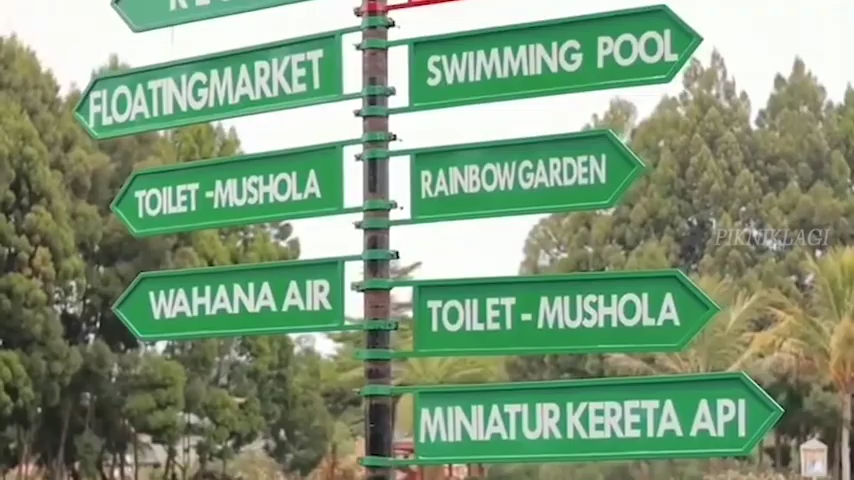 FLOATINGMARKET
SWIMMING POOL
TOILET -MUSHOLA
RAINBOW GARDEN
WAHANA AIR
TOILET - MUSHOLA
MINIATUR KERETA API
PIKNIKLAGI